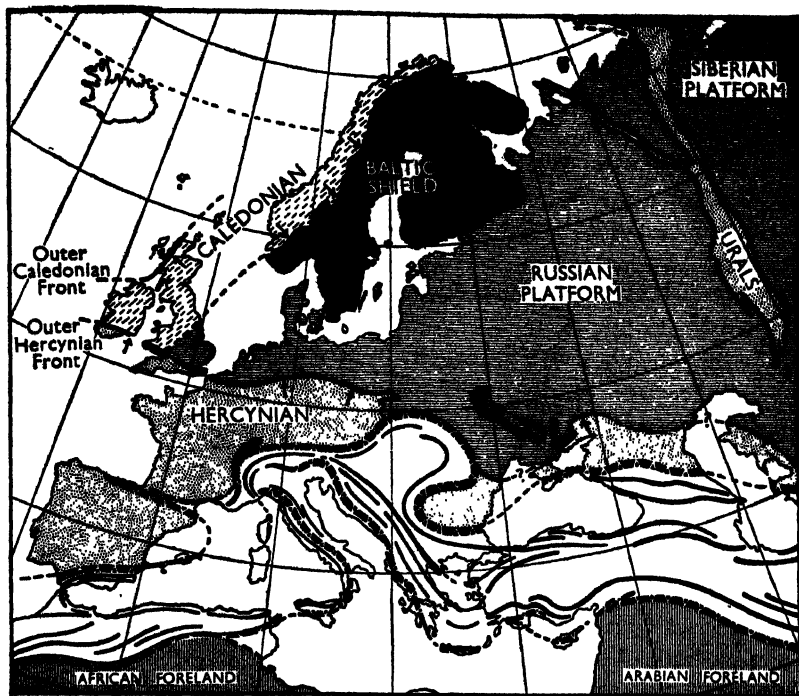 SIBERIAN
PLATFORM
BALTIC
SHIELD
CALEDONIAN
Outer
Caledonian
Front
URALS
RUSSIAN
PLATFORM
Outer
Hercynian
Front
HERCYNIAN
AFRICAN FORELAND
ARABIAN FORELAND